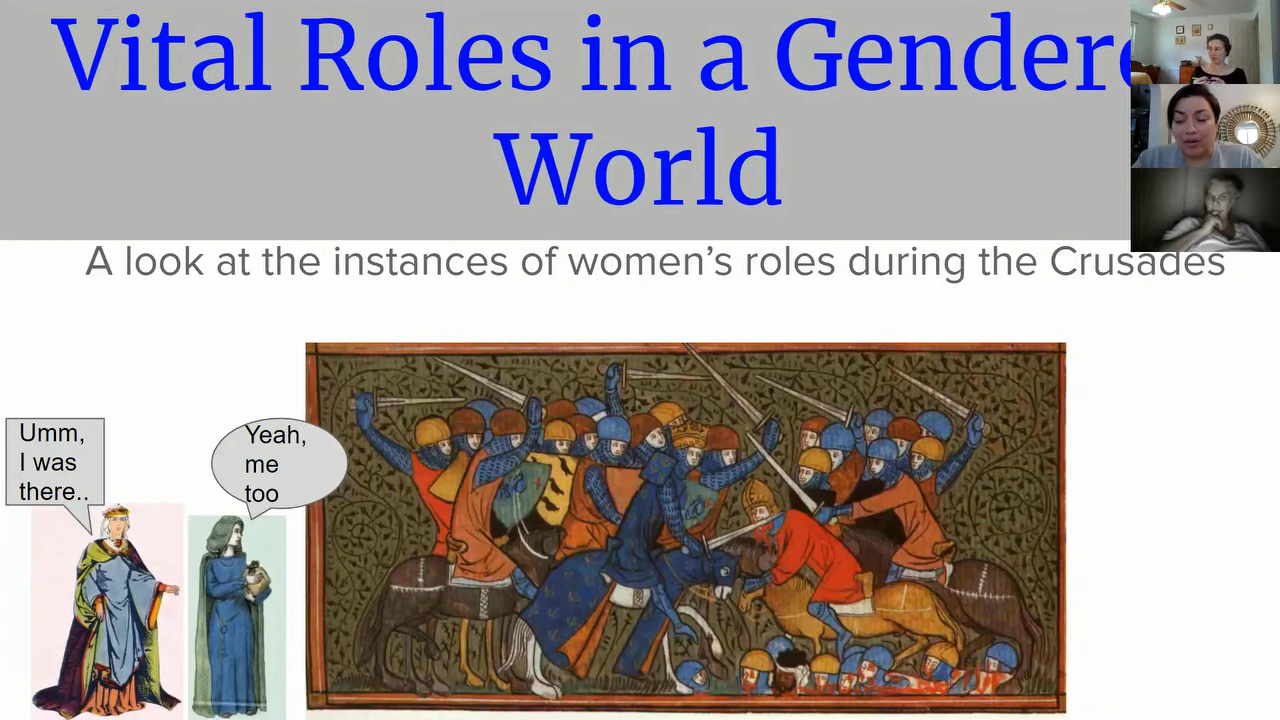 Vital Roles in a Gendere
World
A look at the instances of women's roles during the Crusades
Umm,
I was
there..
Yeah,
me
too